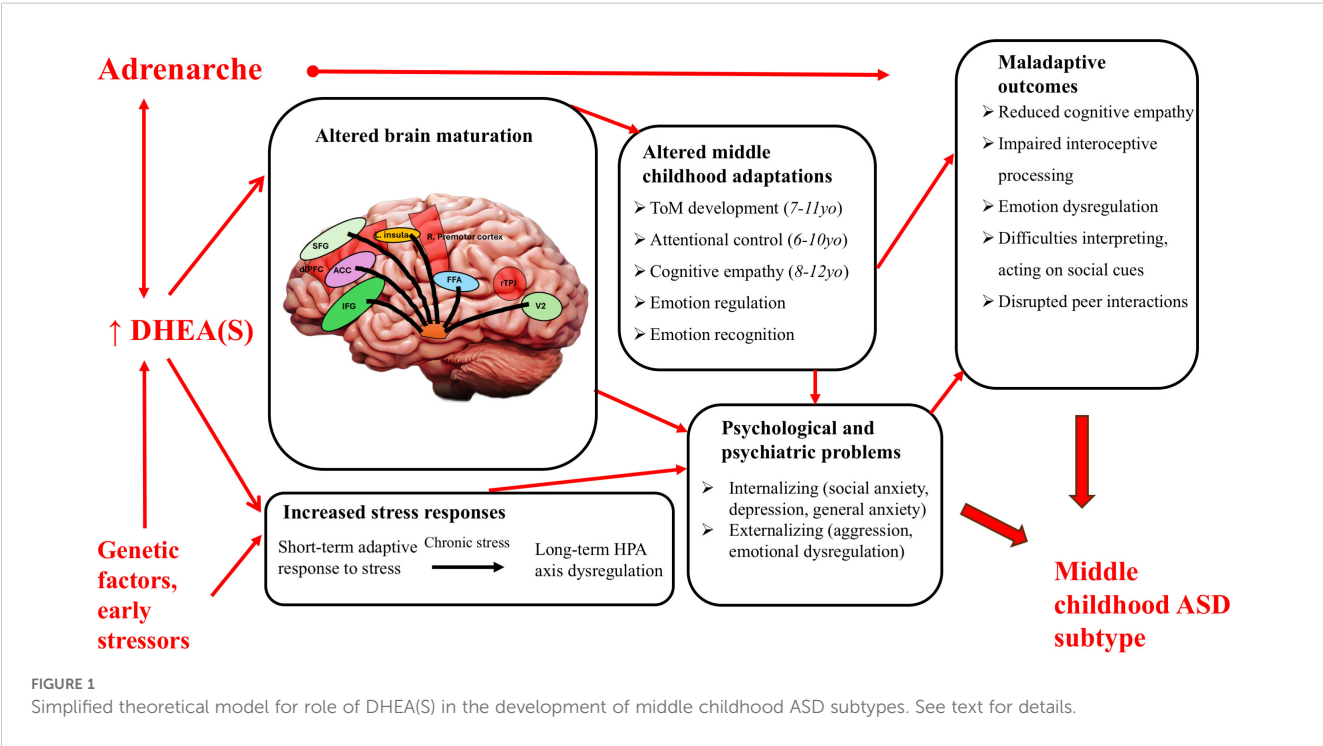 Adrenarche
↑ DHEA(S)
Genetic
factors,
early
stressors
Altered brain maturation
SFG
L. insula
R. Premotor cortex
dlPFC
ACC
FFA
rTPJ
IFG
V2
Increased stress responses
Short-term adaptive
response to stress
Chronic stress
Long-term HPA
axis dysregulation
Altered middle
childhood adaptations
➢ ToM development (7-11yo)
➢ Attentional control (6-10yo)
➢ Cognitive empathy (8-12yo)
➢ Emotion regulation
➢ Emotion recognition
Psychological and
psychiatric problems
➢ Internalizing (social anxiety,
depression, general anxiety)
➢ Externalizing (aggression,
emotional dysregulation)
Maladaptive
outcomes
➢ Reduced cognitive empathy
➢ Impaired interoceptive
processing
➢ Emotion dysregulation
➢ Difficulties interpreting,
acting on social cues
➢ Disrupted peer interactions
Middle
childhood ASD
subtype
FIGURE 1
Simplified theoretical model for role of DHEA(S) in the development of middle childhood ASD subtypes. See text for details.